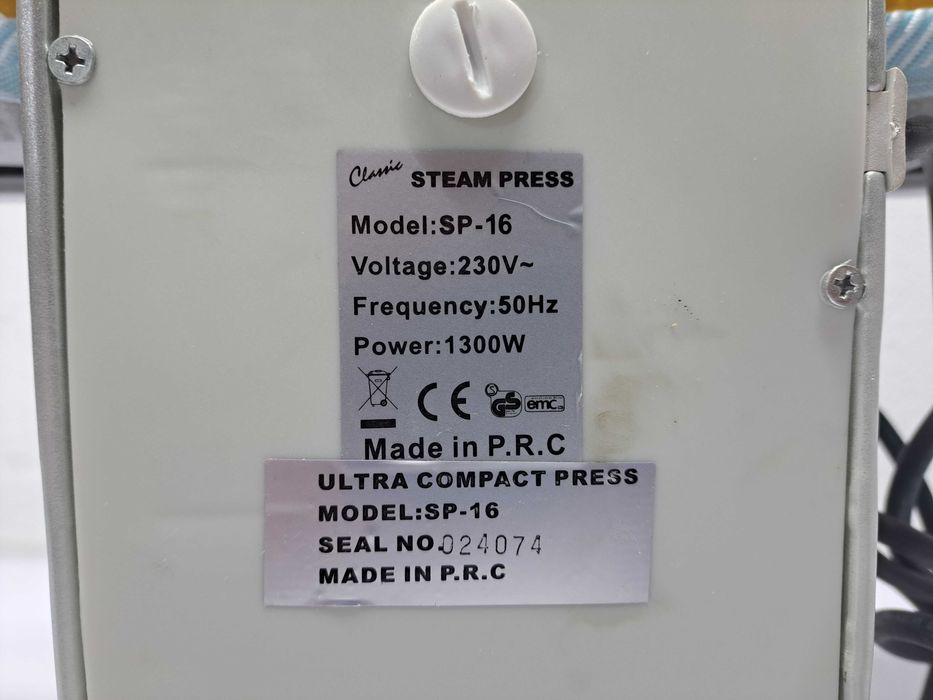 Classic STEAM PRESS
Model:SP-16
Voltage:230V~
Frequency:50Hz
Power:1300W
CE S GS emc
Made in P.R.C
ULTRA COMPACT PRESS
MODEL:SP-16
SEAL NO.024074
MADE IN P.R.C